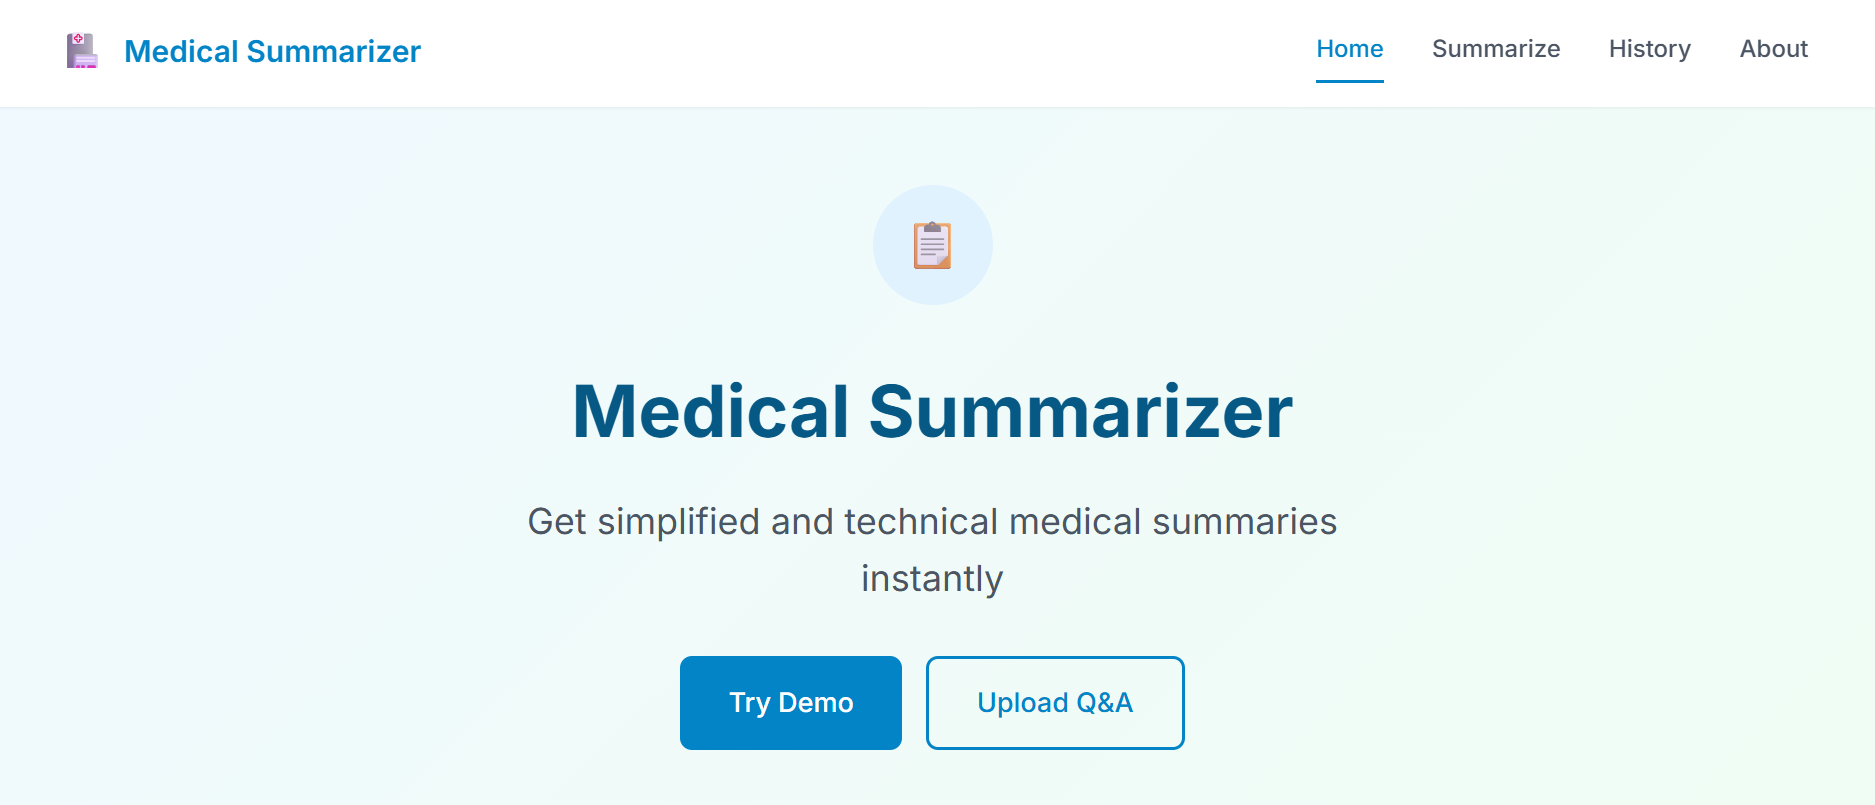 Medical Summarizer
Home Summarize History About
Medical Summarizer
Get simplified and technical medical summaries
instantly
Try Demo
Upload Q&A